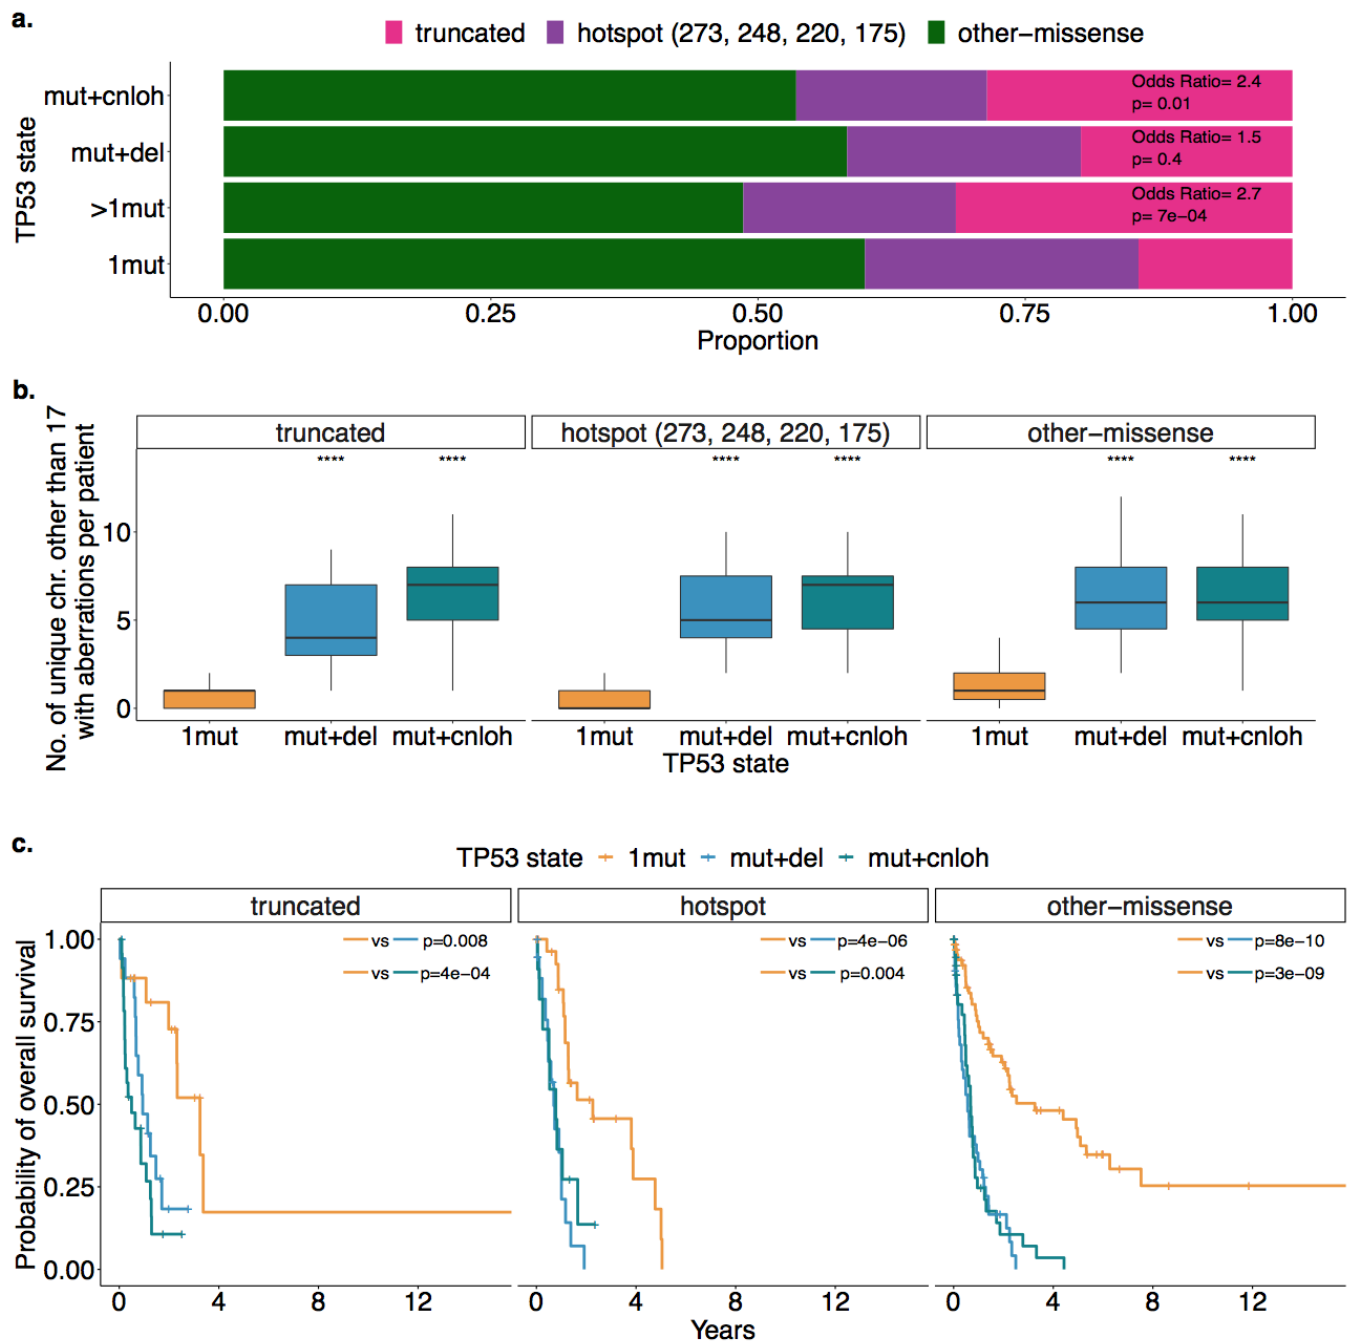 a.
truncated hotspot (273, 248, 220, 175) other−missense
TP53 state
mut+cnloh
mut+del
>1mut
1mut
Odds Ratio= 2.4
p= 0.01
Odds Ratio= 1.5
p= 0.4
Odds Ratio= 2.7
p= 7e−04
0.00 0.25 0.50 0.75 1.00
Proportion
b.
No. of unique chr. other than 17
with aberrations per patient
truncated hotspot (273, 248, 220, 175) other−missense
**** **** **** **** **** ****
10
5
0
1mut mut+del mut+cnloh 1mut mut+del mut+cnloh 1mut mut+del mut+cnloh
TP53 state
c.
TP53 state 1mut mut+del mut+cnloh
Probability of overall survival
truncated hotspot other−missense
1.00
0.75
0.50
0.25
0.00
vs p=0.008
vs p=4e−04
vs p=4e−06
vs p=0.004
vs p=8e−10
vs p=3e−09
0 4 8 12 0 4 8 12 0 4 8 12
Years